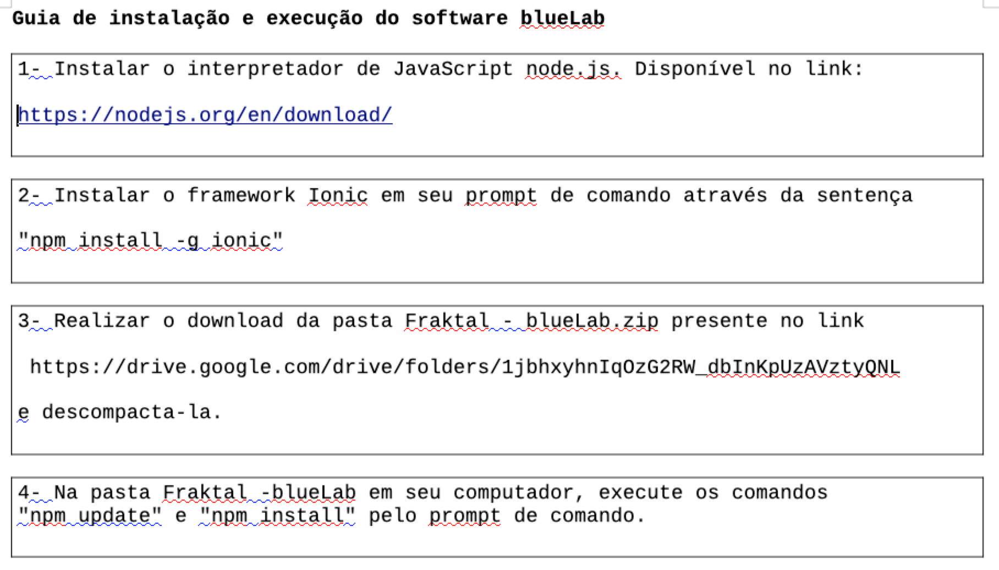 Guia de instalação e execução do software blueLab
1- Instalar o interpretador de JavaScript node.js. Disponível no link:
https://nodejs.org/en/download/
2- Instalar o framework Ionic em seu prompt de comando através da sentença
"npm install -g ionic"
3- Realizar o download da pasta Fraktal - blueLab.zip presente no link
https://drive.google.com/drive/folders/1jbhxyhnIqOzG2RW_dbInKpUzAVztyQNL
e descompacta-la.
4- Na pasta Fraktal -blueLab em seu computador, execute os comandos
"npm update" e "npm install" pelo prompt de comando.